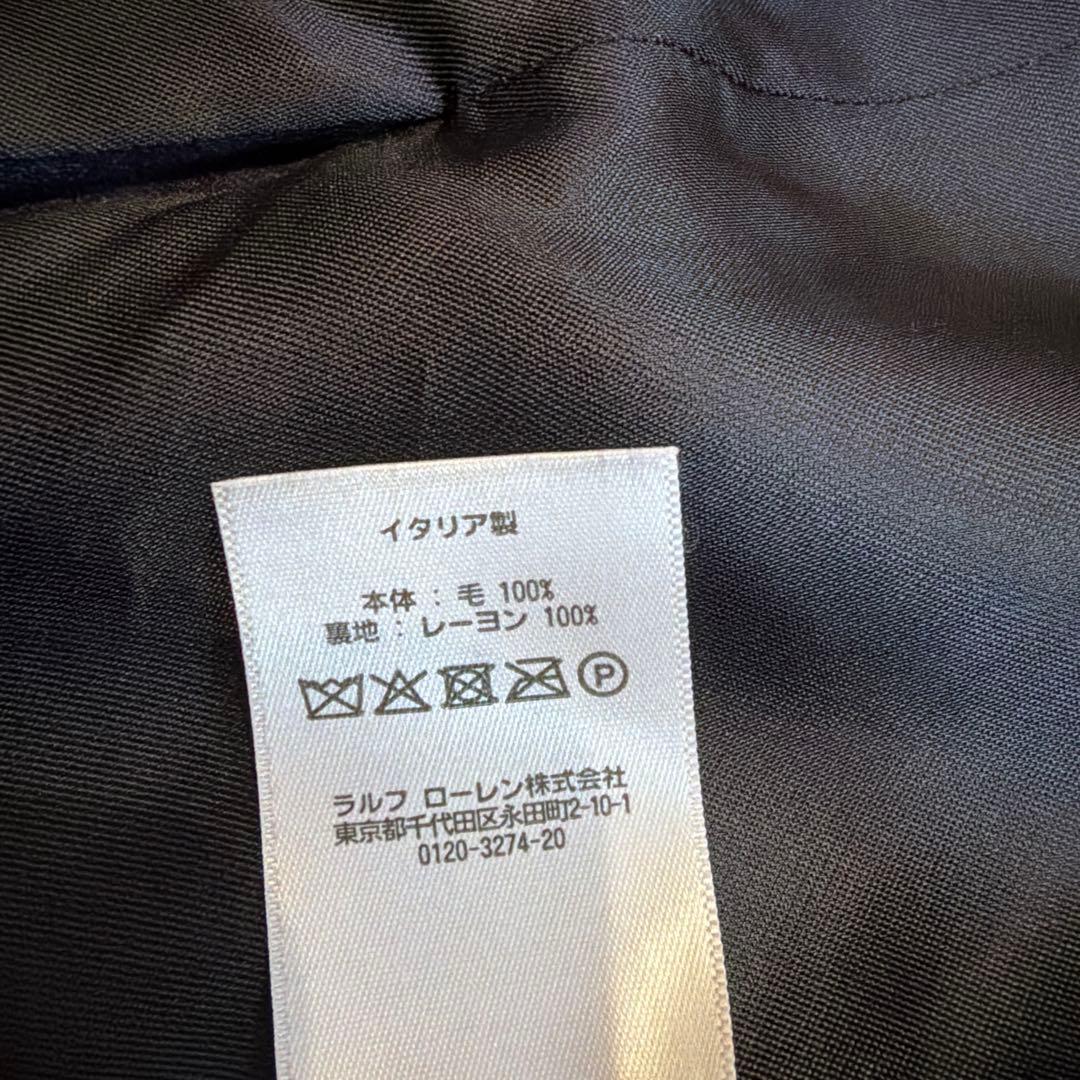 イタリア製
本体 : 毛 100%
裏地 : レーヨン 100%
P
ラルフ ローレン株式会社
東京都千代田区永田町2-10-1
0120-3274-20